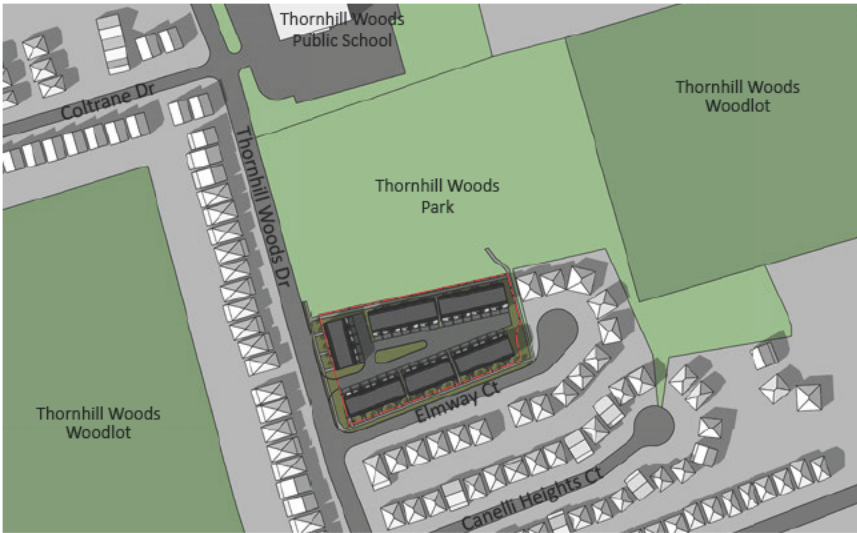 Thornhill Woods
Public School
Thornhill Woods
Woodlot
Coltrane Dr
Thornhill Woods Dr
Thornhill Woods
Park
Thornhill Woods
Woodlot
Elmway Ct
Canelli Heights Ct